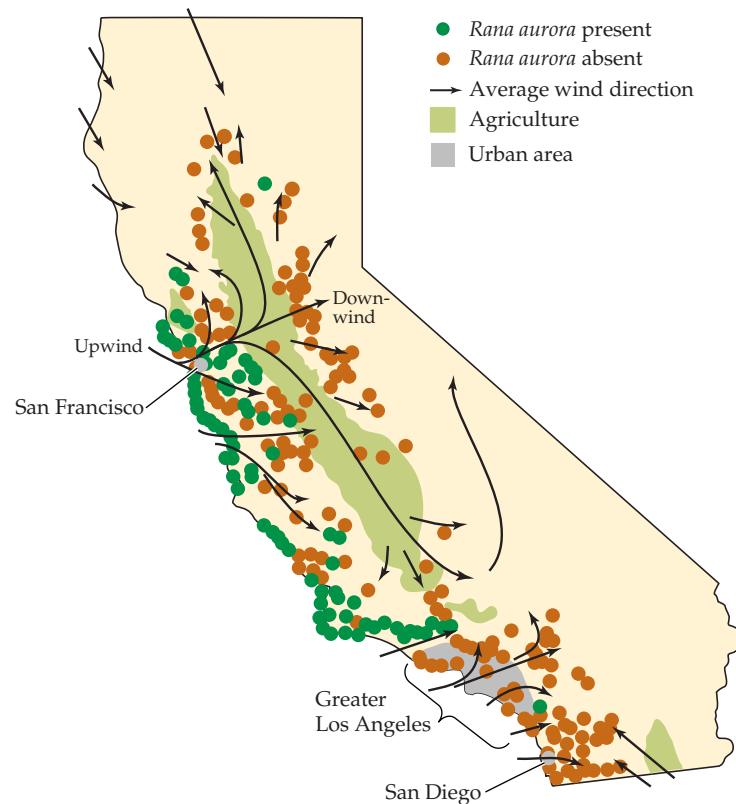 Rana aurora present
Rana aurora absent
Average wind direction
Agriculture
Urban area
Down-
wind
Upwind
San Francisco
Greater
Los Angeles
San Diego